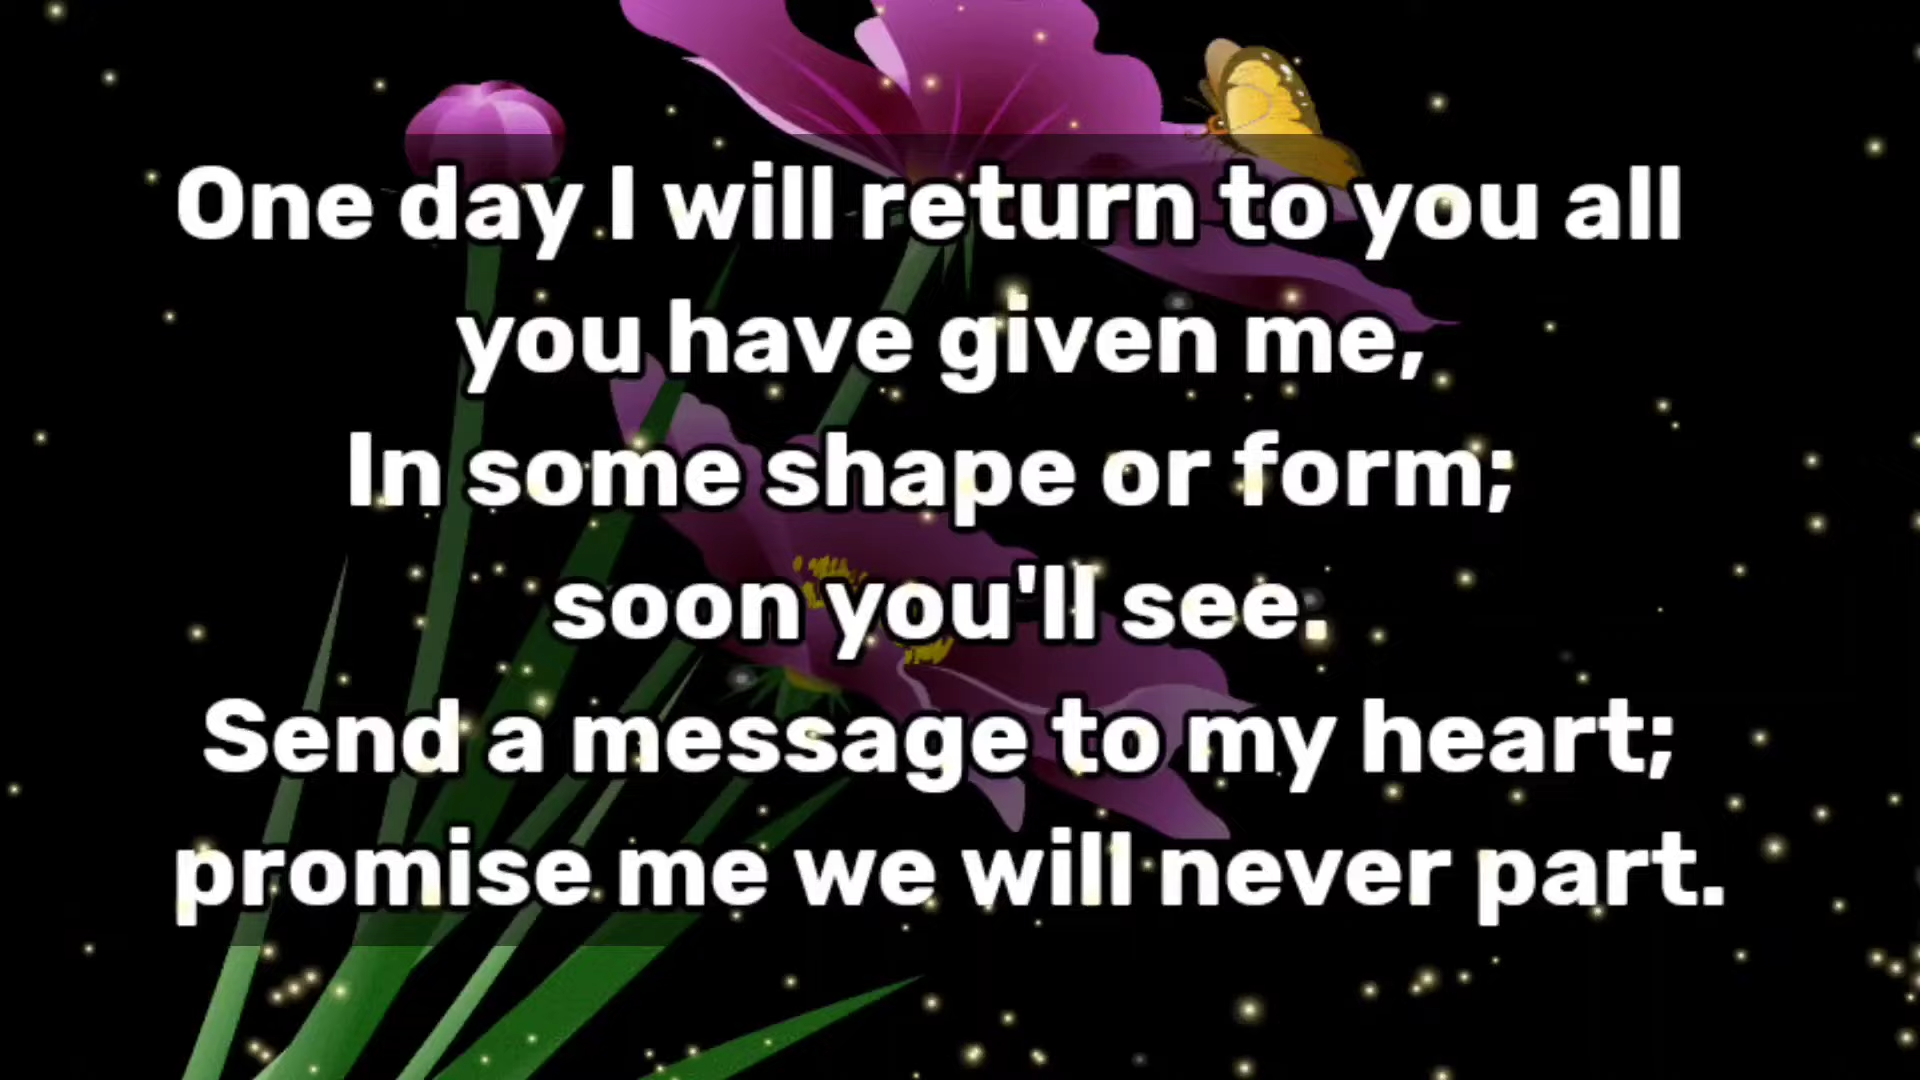 One day I will return to you all
you have given me,
In some shape or form;
soon you'll see.
Send a message to my heart;
promise me we will never part.